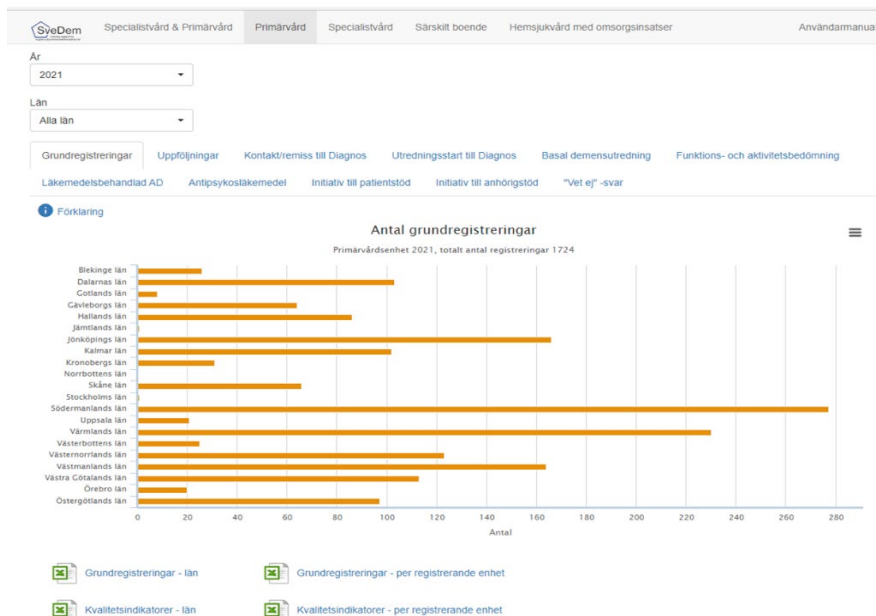 SveDem Specialistvård & Primärvård Primärvård Specialistvård Särskilt boende Hemsjukvård med omsorgsinsatser Användarmanual
År
2021
Län
Alla län
Grundregistreringar Uppföljningar Kontakt/remiss till Diagnos Utredningsstart till Diagnos Basal demensutredning Funktions- och aktivitetsbedömning
Läkemedelsbehandlad AD Antipsykosläkemedel Initiativ till patientstöd Initiativ till anhörigstöd "Vet ej" -svar
Förklaring
Antal grundregistreringar
Primärvårdsenhet 2021, totalt antal registreringar 1724
Blekinge län
Dalarnas län
Gotlands län
Gävleborgs län
Hallands län
Jämtlands län
Jönköpings län
Kalmar län
Kronobergs län
Norrbottens län
Skåne län
Stockholms län
Södermanlands län
Uppsala län
Värmlands län
Västerbottens län
Västernorrlands län
Västmanlands län
Västra Götalands län
Örebro län
Östergötlands län
0 20 40 60 80 100 120 140 160 180 200 220 240 260 280
Antal
Grundregistreringar - län Grundregistreringar - per registrerande enhet
Kvalitetsindikatorer - län Kvalitetsindikatorer - per registrerande enhet